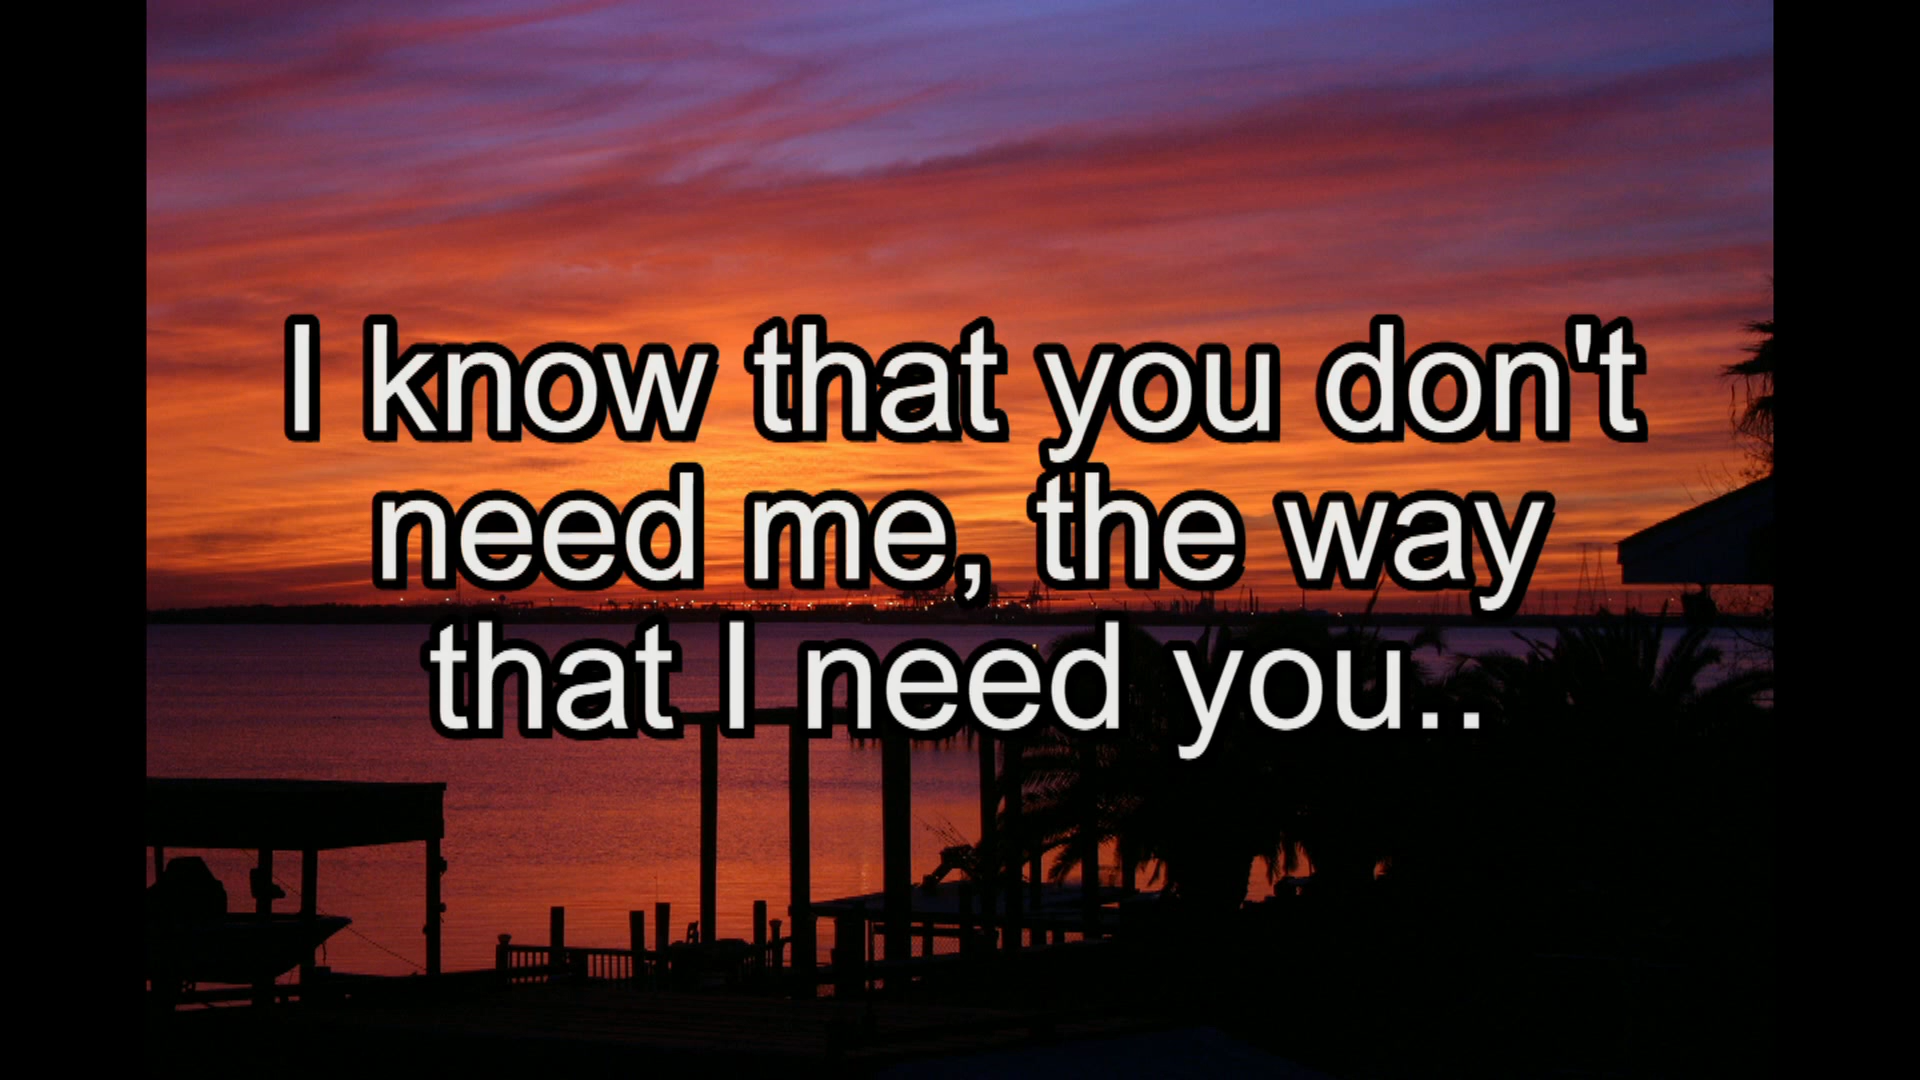 I know that you don't
need me, the way
that I need you..